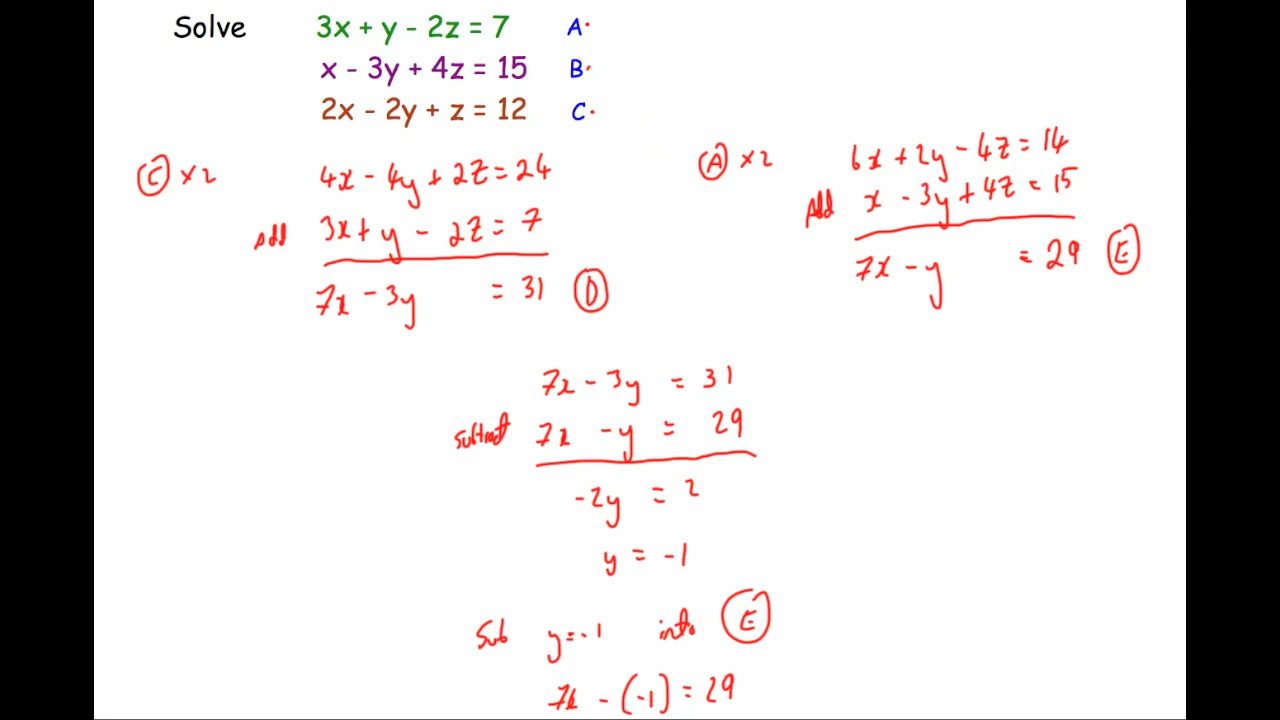 Solve 3x + y - 2z = 7 A.
x - 3y + 4z = 15 B.
2x - 2y + z = 12 C.
(C) x2 4x - 4y + 2z = 24
Add 3x + y - 2z = 7
7x - 3y = 31 (D)
(A) x2 6x + 2y - 4z = 14
Add x - 3y + 4z = 15
7x - y = 29 (E)
7x - 3y = 31
subtract 7x - y = 29
-2y = 2
y = -1
Sub y = -1 into (E)
7x - (-1) = 29